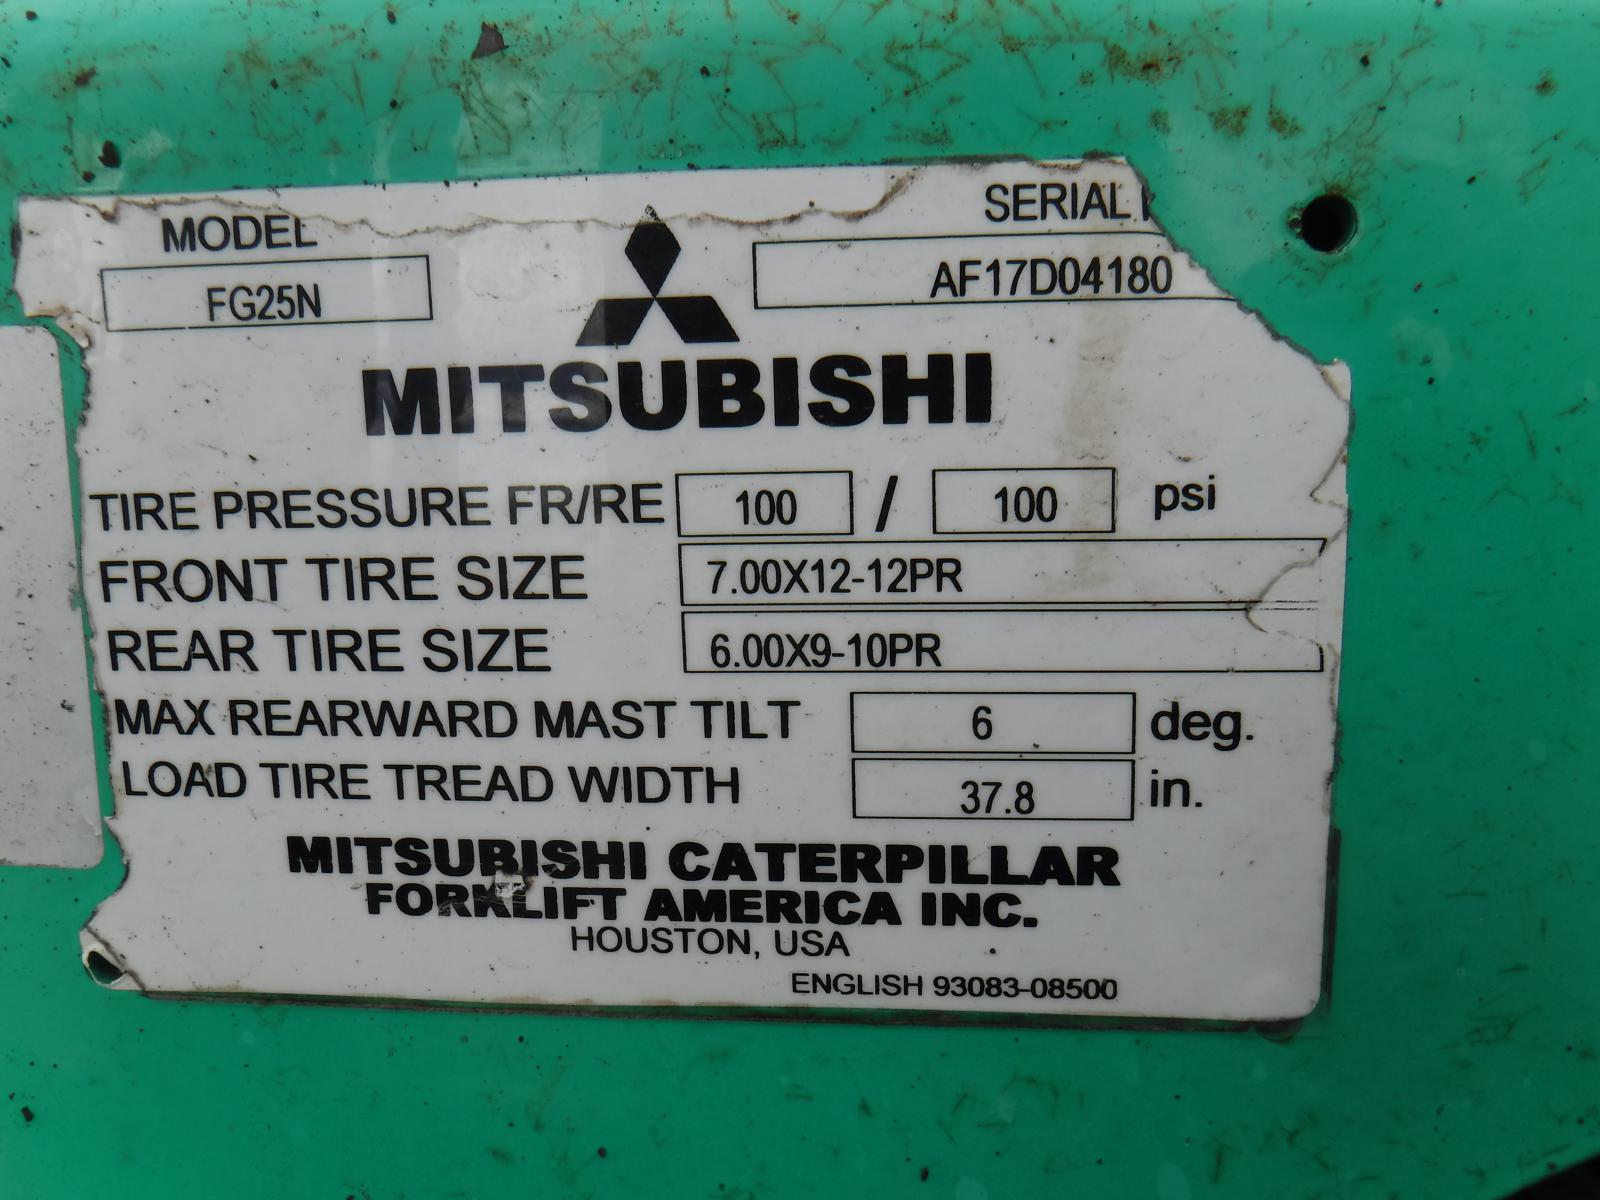 MODEL SERIAL
FG25N AF17D04180
MITSUBISHI
TIRE PRESSURE FR/RE 100 / 100 psi
FRONT TIRE SIZE 7.00X12-12PR
REAR TIRE SIZE 6.00X9-10PR
MAX REARWARD MAST TILT 6 deg.
LOAD TIRE TREAD WIDTH 37.8 in.
MITSUBISHI CATERPILLAR
FORKLIFT AMERICA INC.
HOUSTON, USA
ENGLISH 93083-08500